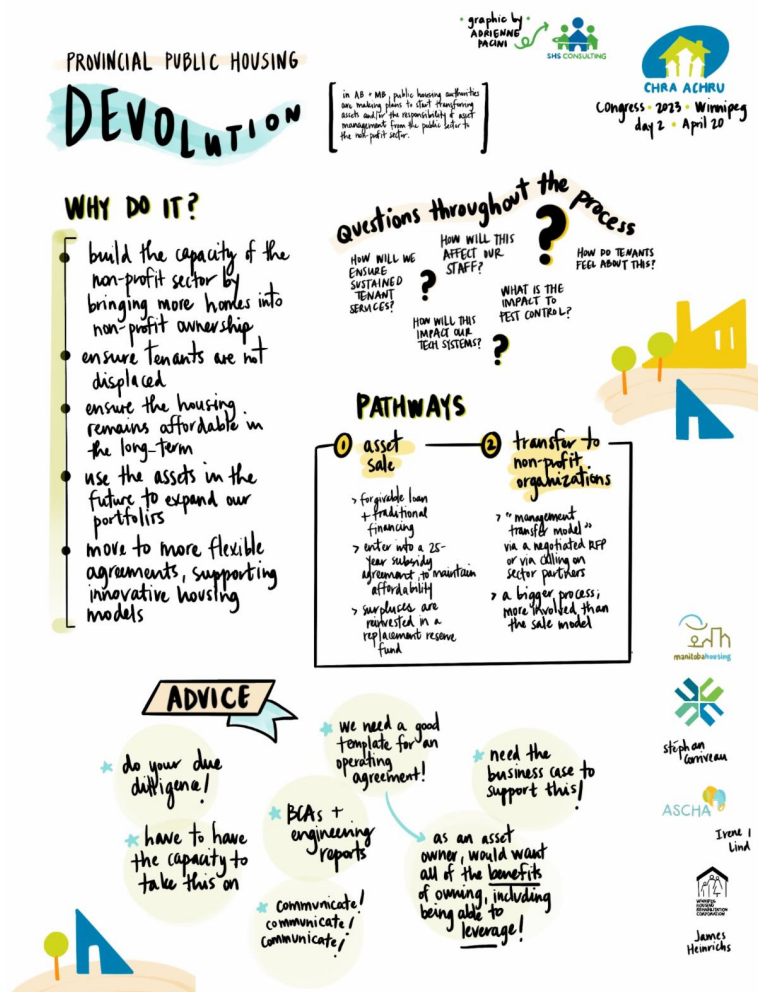 graphic by
ADRIENNE
PACINI
SHS CONSULTING
CHRA ACHRU
Congress • 2023 • Winnipeg
day 2 • April 20
PROVINCIAL PUBLIC HOUSING
DEVOLUTION
in AB + MB, public housing authorities
are making plans to start transferring
assets and/or the responsibility of asset
management from the public sector to
the non-profit sector.
WHY DO IT?
build the capacity of the
non-profit sector by
bringing more homes into
non-profit ownership
ensure tenants are not
displaced
ensure the housing
remains affordable in
the long-term
use the assets in the
future to expand our
portfolios
move to more flexible
agreements, supporting
innovative housing
models
Questions throughout the process
HOW WILL WE
ENSURE
SUSTAINED
TENANT
SERVICES?
HOW WILL THIS
AFFECT OUR
STAFF?
HOW DO TENANTS
FEEL ABOUT THIS?
WHAT IS THE
IMPACT TO
PEST CONTROL?
HOW WILL THIS
IMPACT OUR
TECH SYSTEMS?
? ? ?
PATHWAYS
1 asset
sale
> forgivable loan
+ traditional
financing
> enter into a 25-
year subsidy
agreement, to maintain
affordability
> surpluses are
reinvested in a
replacement reserve
fund
2 transfer to
non-profit
organizations
> "management
transfer model"
via a negotiated RFP
or via calling on
sector partners
> a bigger process;
more involved than
the sale model
ADVICE
do your due
dilligence!
have to have
the capacity to
take this on
BCAs +
engineering
reports
communicate!
communicate!
communicate!
we need a good
template for an
operating
agreement!
as an asset
owner, would want
all of the benefits
of owning, including
being able to
leverage!
need the
business case to
support this!
manitobahousing
stéphan
corriveau
ASCHA
Irene
Lind
WINNIPEG
HOUSING
REHABILITATION
CORPORATION
James
Heinrichs